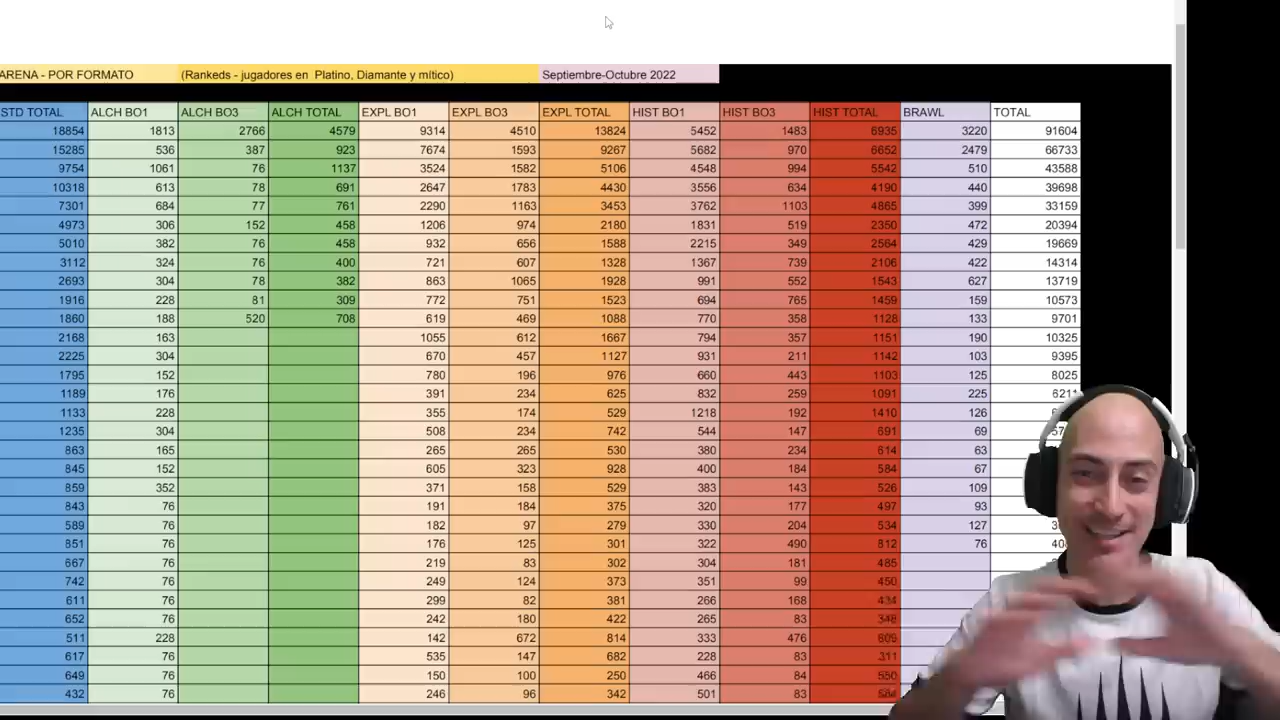 ARENA - POR FORMATO (Rankeds - jugadores en Platino, Diamante y mítico) Septiembre-Octubre 2022
STD TOTAL ALCH BO1 ALCH BO3 ALCH TOTAL EXPL BO1 EXPL BO3 EXPL TOTAL HIST BO1 HIST BO3 HIST TOTAL BRAWL TOTAL
18854 1813 2766 4579 9314 4510 13824 5452 1483 6935 3220 91604
15285 536 387 923 7674 1593 9267 5682 970 6652 2479 66733
9754 1061 76 1137 3524 1582 5106 4548 994 5542 510 43588
10318 613 78 691 2647 1783 4430 3556 634 4190 440 39698
7301 684 77 761 2290 1163 3453 3762 1103 4865 399 33159
4973 306 152 458 1206 974 2180 1831 519 2350 472 20394
5010 382 76 458 932 656 1588 2215 349 2564 429 19669
3112 324 76 400 721 607 1328 1367 739 2106 422 14314
2693 304 78 382 863 1065 1928 991 552 1543 627 13719
1916 228 81 309 772 751 1523 694 765 1459 159 10573
1860 188 520 708 619 469 1088 770 358 1128 133 9701
2168 163 1055 612 1667 794 357 1151 190 10325
2225 304 670 457 1127 931 211 1142 103 9395
1795 152 780 196 976 660 443 1103 125 8025
1189 176 391 234 625 832 259 1091 225 6211
1133 228 355 174 529 1218 192 1410 126
1235 304 508 234 742 544 147 691 69
863 165 265 265 530 380 234 614 63
845 152 605 323 928 400 184 584 67
859 352 371 158 529 383 143 526 109
843 76 191 184 375 320 177 497 93
589 76 182 97 279 330 204 534 127
851 76 176 125 301 322 490 812 76
667 76 219 83 302 304 181 485
742 76 249 124 373 351 99 450
611 76 299 82 381 266 168 434
652 76 242 180 422 265 83 348
511 228 142 672 814 333 476 809
617 76 535 147 682 228 83 311
649 76 150 100 250 466 84 550
432 76 246 96 342 501 83 584